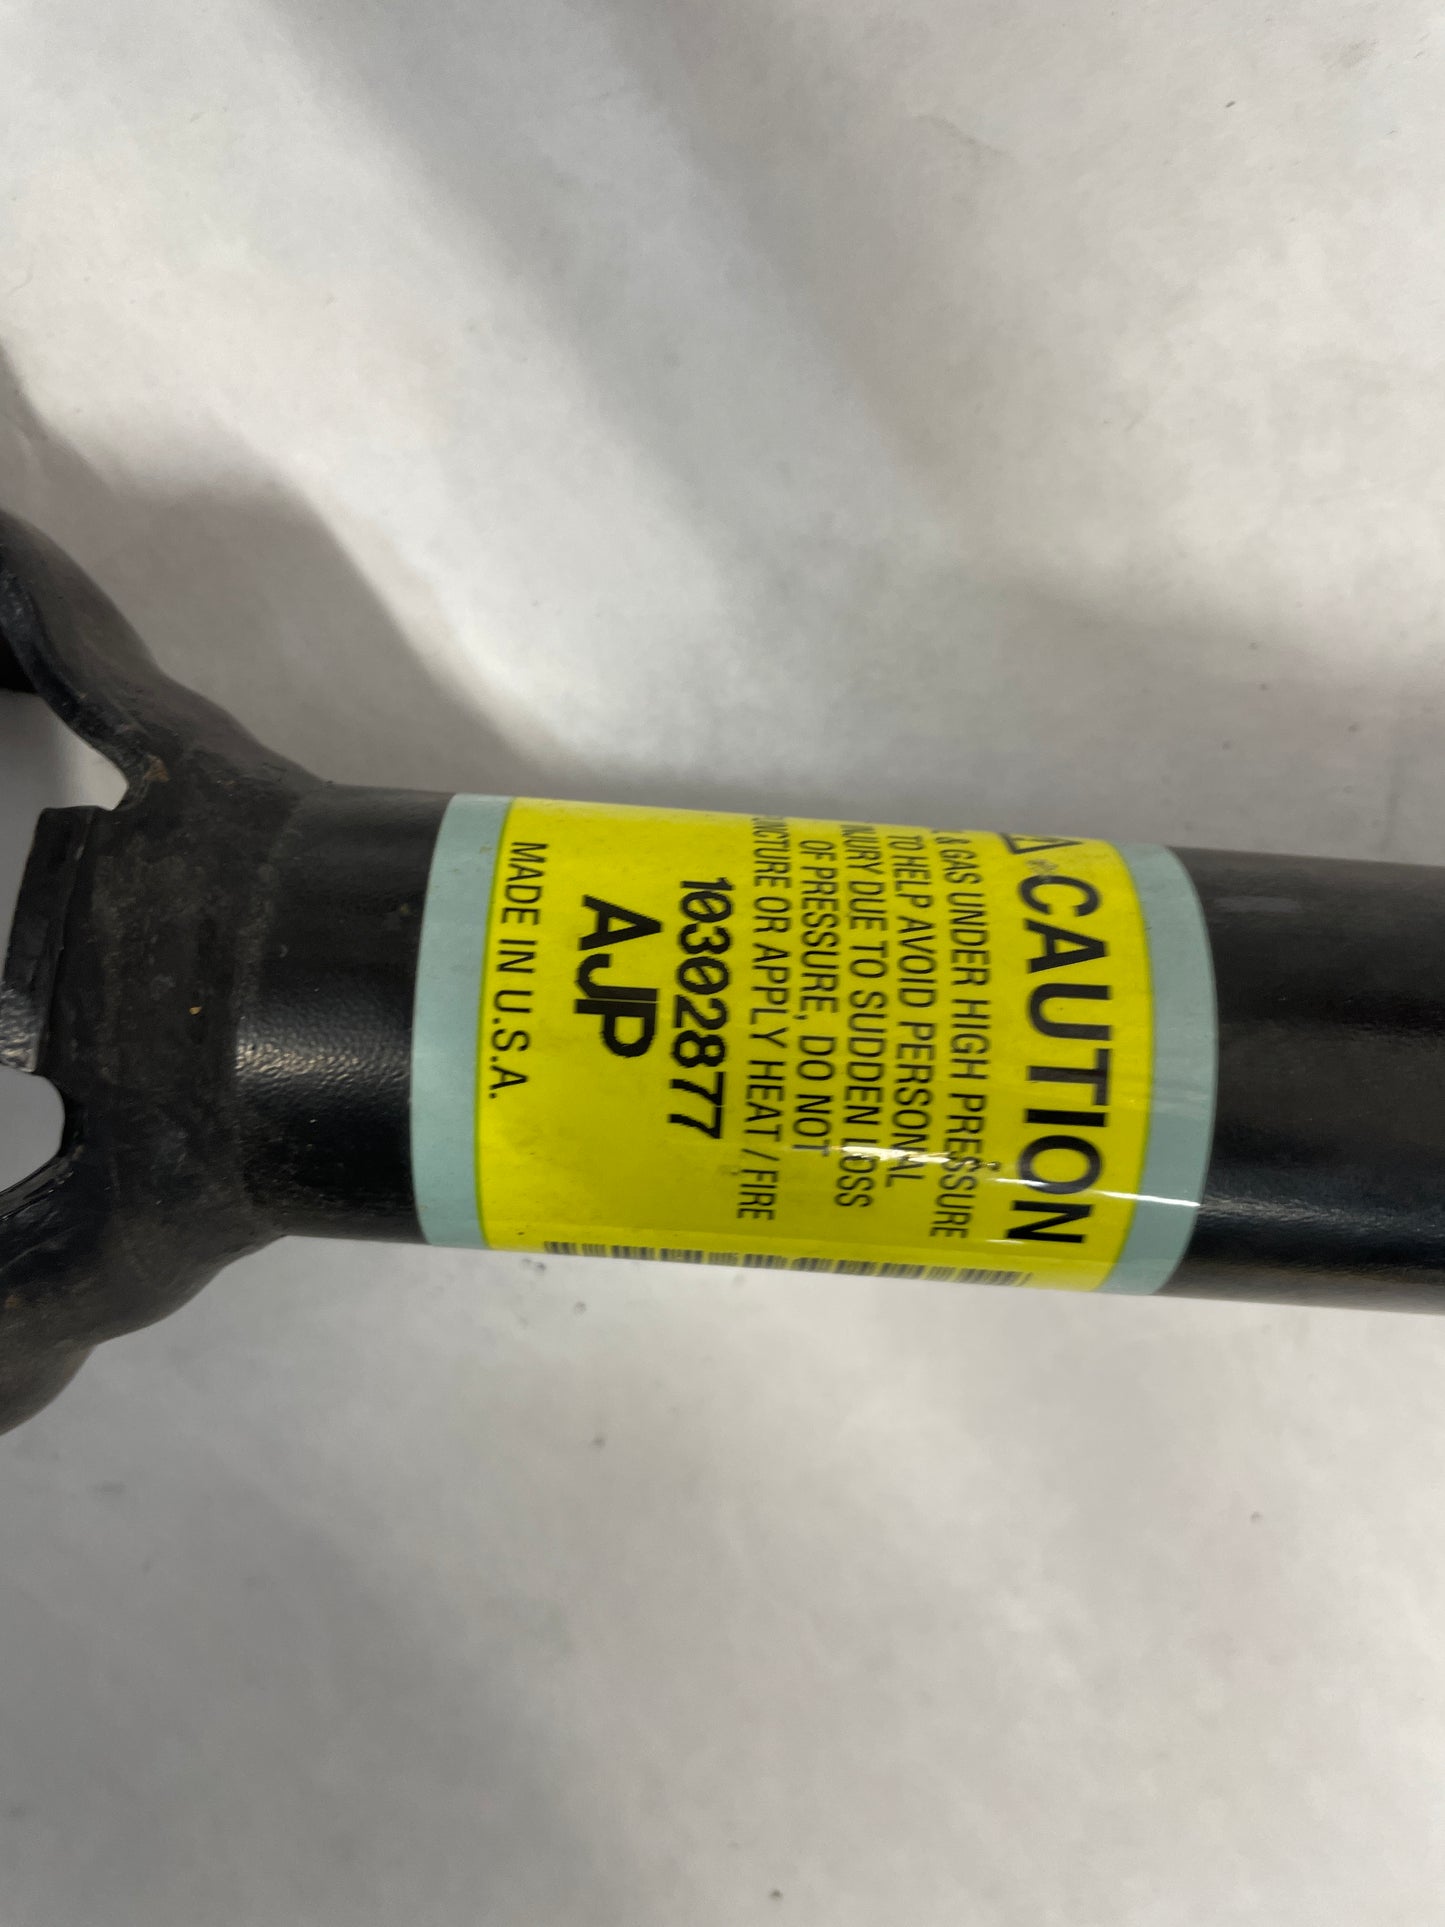 CAUTION
& GAS UNDER HIGH PRESSURE
TO HELP AVOID PERSONAL
INJURY DUE TO SUDDEN LOSS
OF PRESSURE, DO NOT
OR APPLY HEAT / FIRE
10302877
AJP
MADE IN U.S.A.